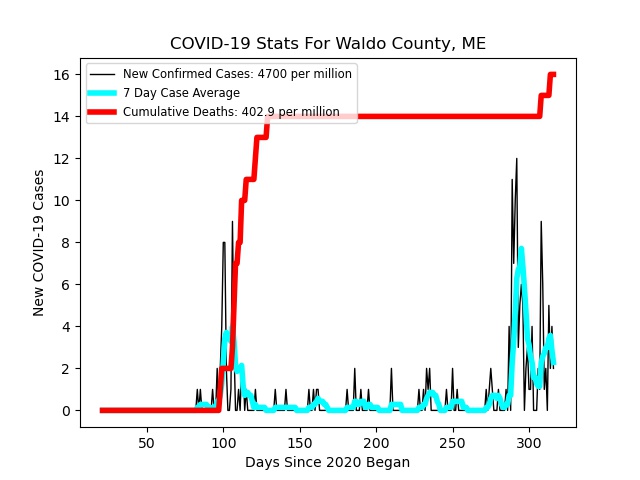 COVID-19 Stats For Waldo County, ME
New Confirmed Cases: 4700 per million
7 Day Case Average
Cumulative Deaths: 402.9 per million
New COVID-19 Cases
16
14
12
10
8
6
4
2
0
50 100 150 200 250 300
Days Since 2020 Began